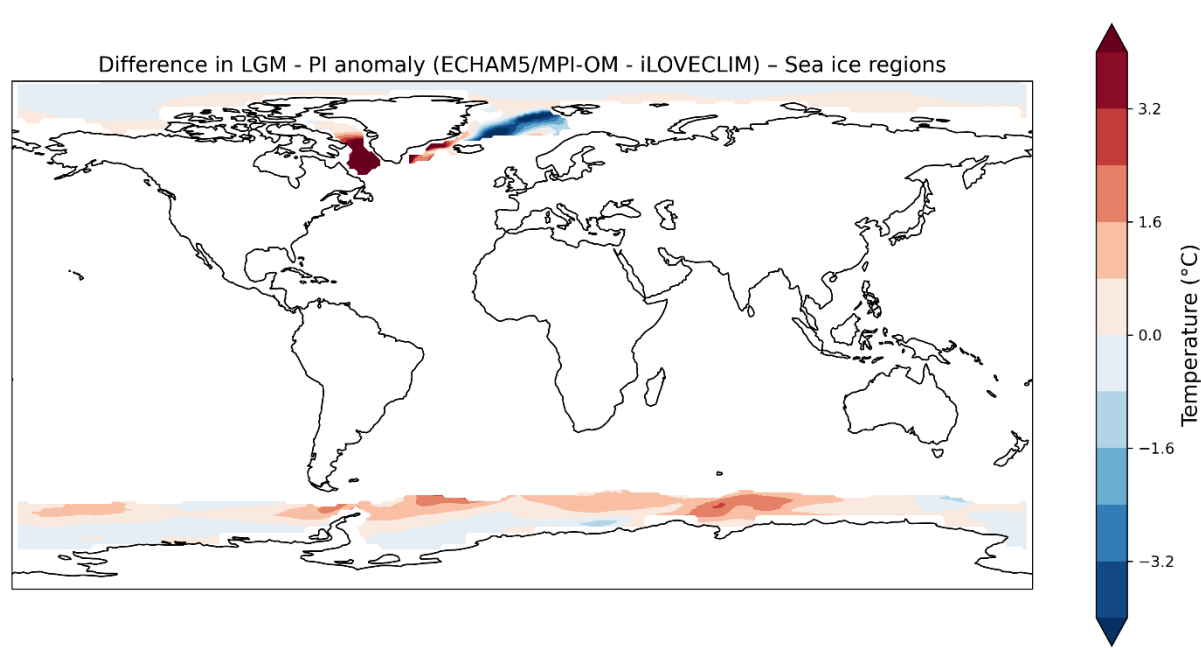 Difference in LGM - PI anomaly (ECHAM5/MPI-OM - iLOVECLIM) – Sea ice regions
3.2
1.6
0.0
−1.6
−3.2
Temperature (°C)